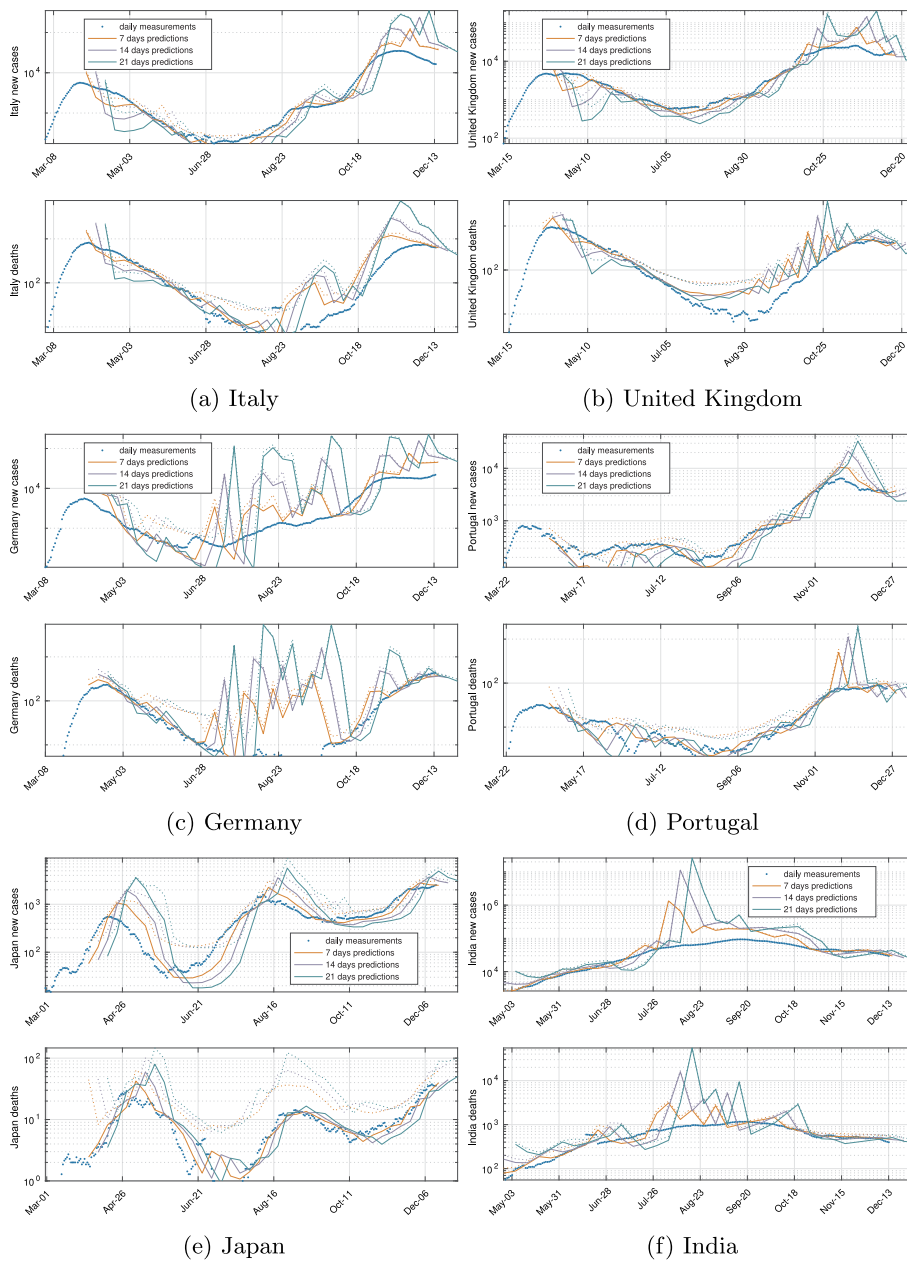 daily measurements
7 days predictions
14 days predictions
21 days predictions
Italy new cases
10^4
Mar-08 May-03 Jun-28 Aug-23 Oct-18 Dec-13
daily measurements
7 days predictions
14 days predictions
21 days predictions
United Kingdom new cases
10^4
10^2
Mar-15 May-10 Jul-05 Aug-30 Oct-25 Dec-20
Italy deaths
10^2
Mar-08 May-03 Jun-28 Aug-23 Oct-18 Dec-13
United Kingdom deaths
10^2
Mar-15 May-10 Jul-05 Aug-30 Oct-25 Dec-20
(a) Italy
(b) United Kingdom
daily measurements
7 days predictions
14 days predictions
21 days predictions
Germany new cases
10^4
Mar-08 May-03 Jun-28 Aug-23 Oct-18 Dec-13
daily measurements
7 days predictions
14 days predictions
21 days predictions
Portugal new cases
10^4
10^3
Mar-22 May-17 Jul-12 Sep-06 Nov-01 Dec-27
Germany deaths
10^2
Mar-08 May-03 Jun-28 Aug-23 Oct-18 Dec-13
Portugal deaths
10^2
Mar-22 May-17 Jul-12 Sep-06 Nov-01 Dec-27
(c) Germany
(d) Portugal
Japan new cases
10^3
10^2
daily measurements
7 days predictions
14 days predictions
21 days predictions
Mar-01 Apr-26 Jun-21 Aug-16 Oct-11 Dec-06
daily measurements
7 days predictions
14 days predictions
21 days predictions
India new cases
10^6
10^4
May-03 May-31 Jun-28 Jul-26 Aug-23 Sep-20 Oct-18 Nov-15 Dec-13
Japan deaths
10^2
10^1
10^0
Mar-01 Apr-26 Jun-21 Aug-16 Oct-11 Dec-06
India deaths
10^4
10^3
10^2
May-03 May-31 Jun-28 Jul-26 Aug-23 Sep-20 Oct-18 Nov-15 Dec-13
(e) Japan
(f) India